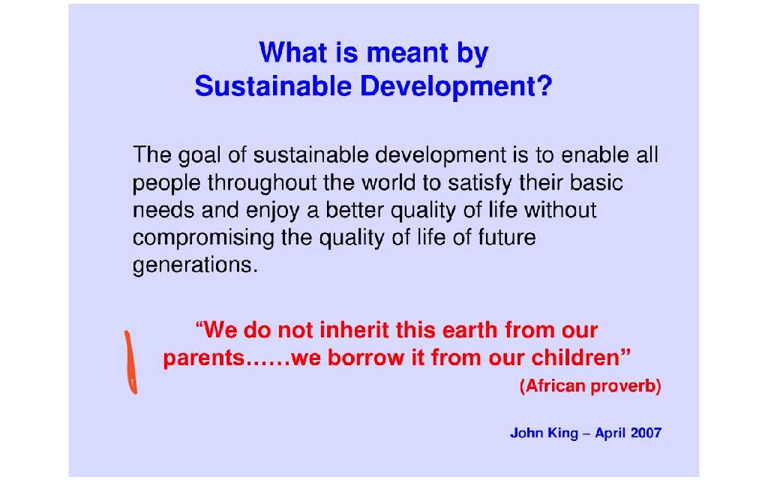 What is meant by
Sustainable Development?
The goal of sustainable development is to enable all
people throughout the world to satisfy their basic
needs and enjoy a better quality of life without
compromising the quality of life of future
generations.
“We do not inherit this earth from our
parents……we borrow it from our children”
(African proverb)
John King – April 2007